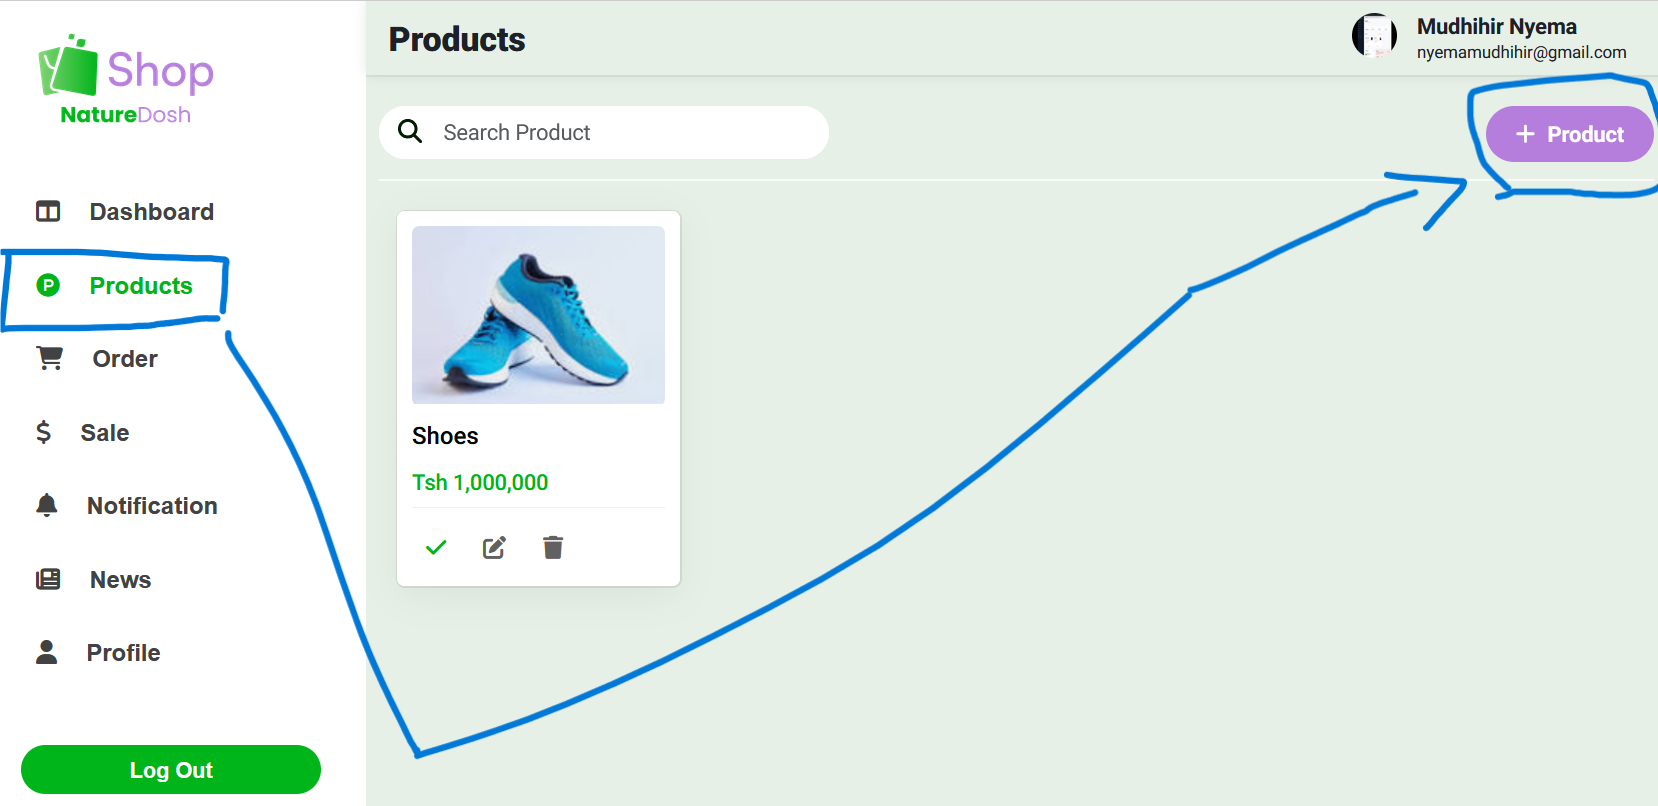 Shop
NatureDosh
Dashboard
P Products
Order
$ Sale
Notification
News
Profile
Log Out
Products
Mudhihir Nyema
nyemamudhihir@gmail.com
Search Product
+ Product
Shoes
Tsh 1,000,000